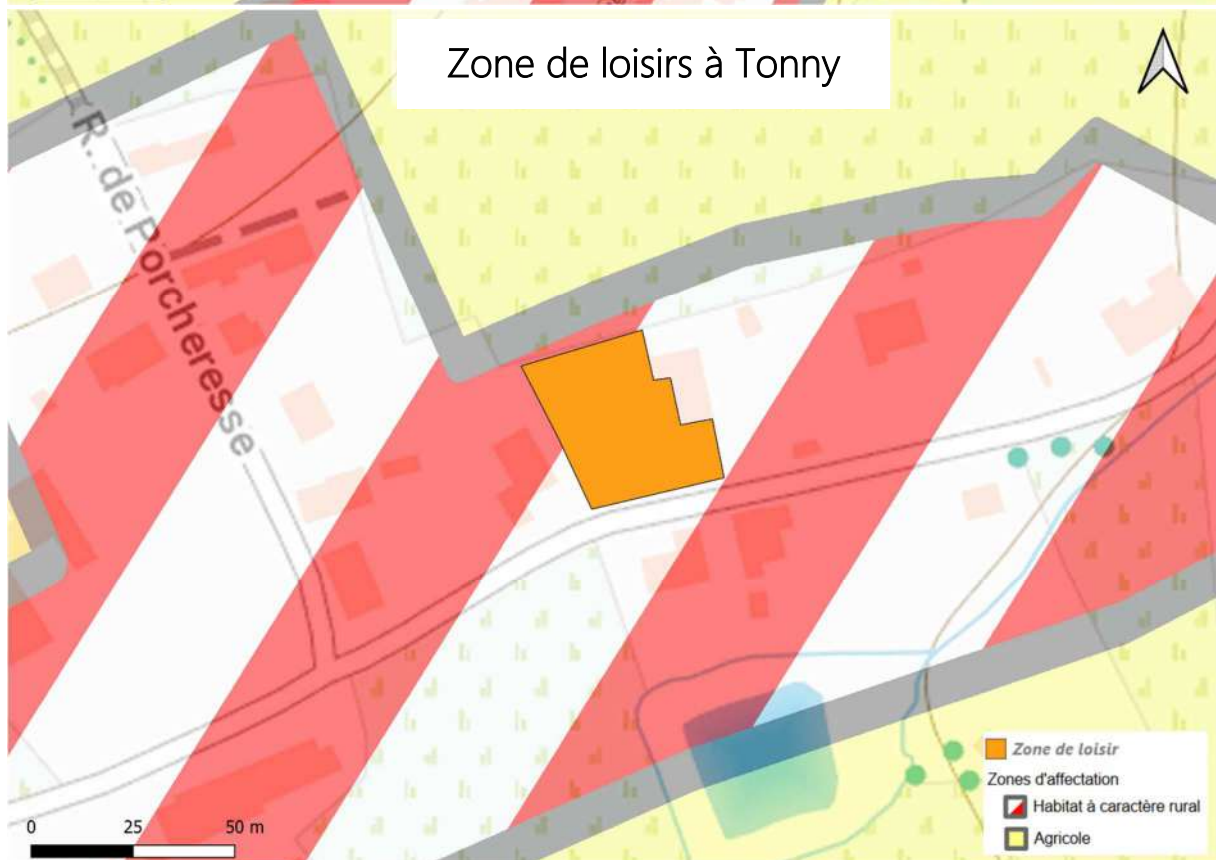 Zone de loisirs à Tonny
R. de Porcheresse
Zone de loisir
Zones d'affectation
Habitat à caractère rural
Agricole
0 25 50 m